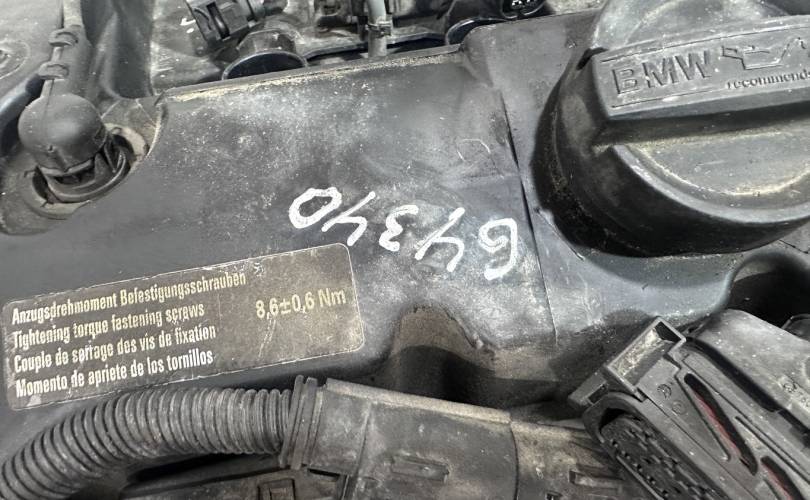 BMW
recommend
64340
Anzugsdrehmoment Befestigungsschrauben
Tightening torque fastening screws
8,6±0,6 Nm
Couple de serrage des vis de fixation
Momento de apriete de los tornillos